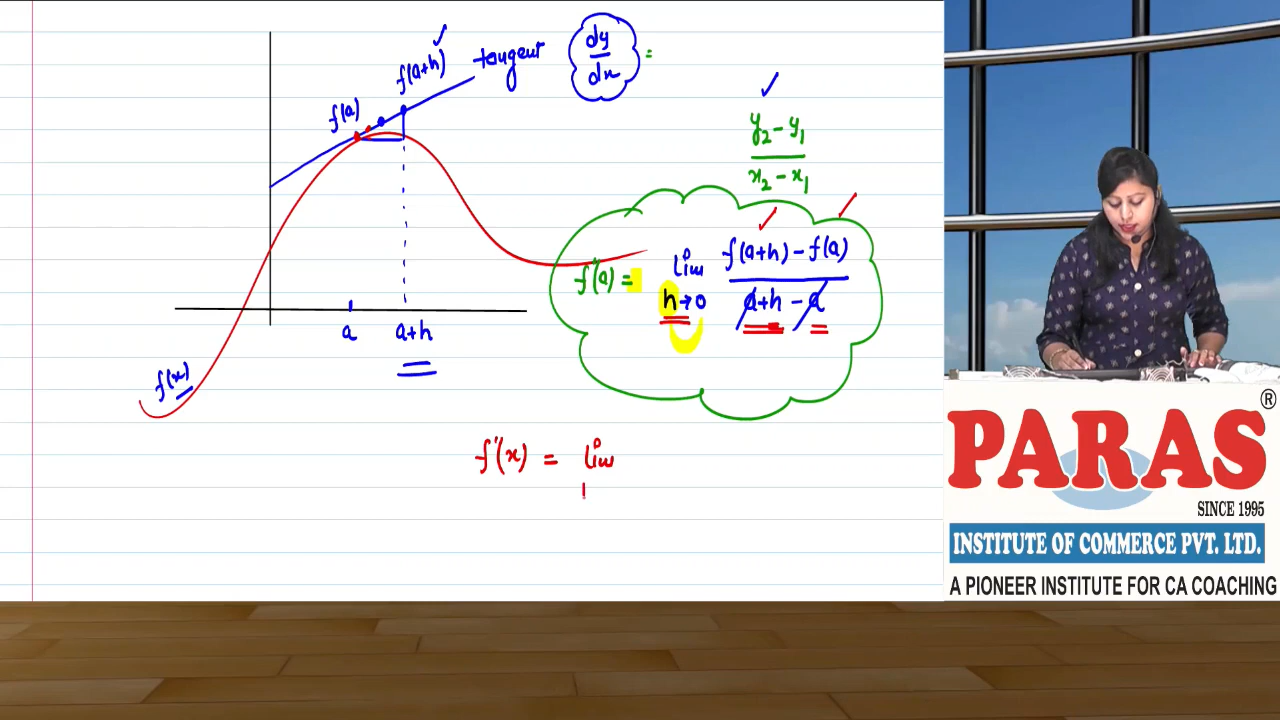 f(a)
f(a+h) ✓
tangent
dy/dx =
✓
y₂ - y₁
x₂ - x₁
f'(a) = lim h→0
f(a+h) - f(a)
a+h - a
a
a+h
f(x)
f'(x) = lim
PARAS®
SINCE 1995
INSTITUTE OF COMMERCE PVT. LTD.
A PIONEER INSTITUTE FOR CA COACHING